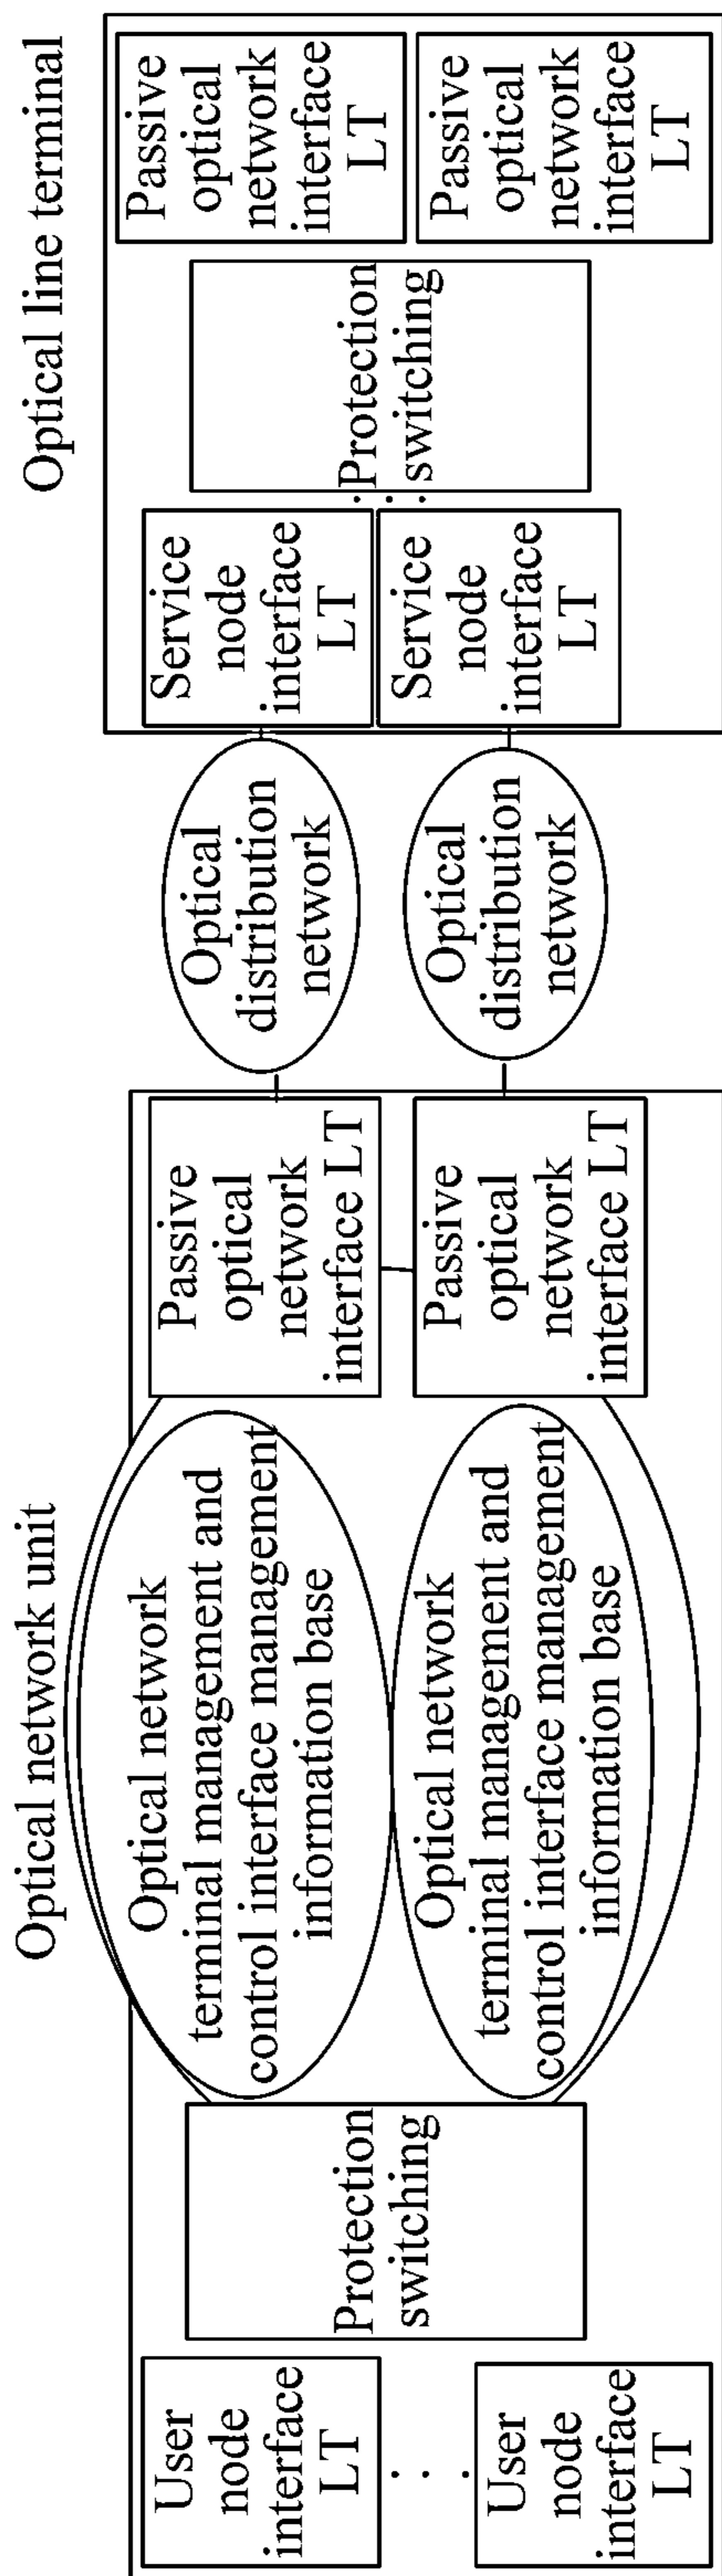 Optical network unit
Optical line terminal
User
node
interface
LT
User
node
interface
LT
Protection
switching
Optical network
terminal management and
control interface management
information base
Optical network
terminal management and
control interface management
information base
Passive
optical
network
interface LT
Passive
optical
network
interface LT
Optical
distribution
network
Optical
distribution
network
Service
node
interface
LT
Service
node
interface
LT
Protection
switching
Passive
optical
network
interface
LT
Passive
optical
network
interface
LT